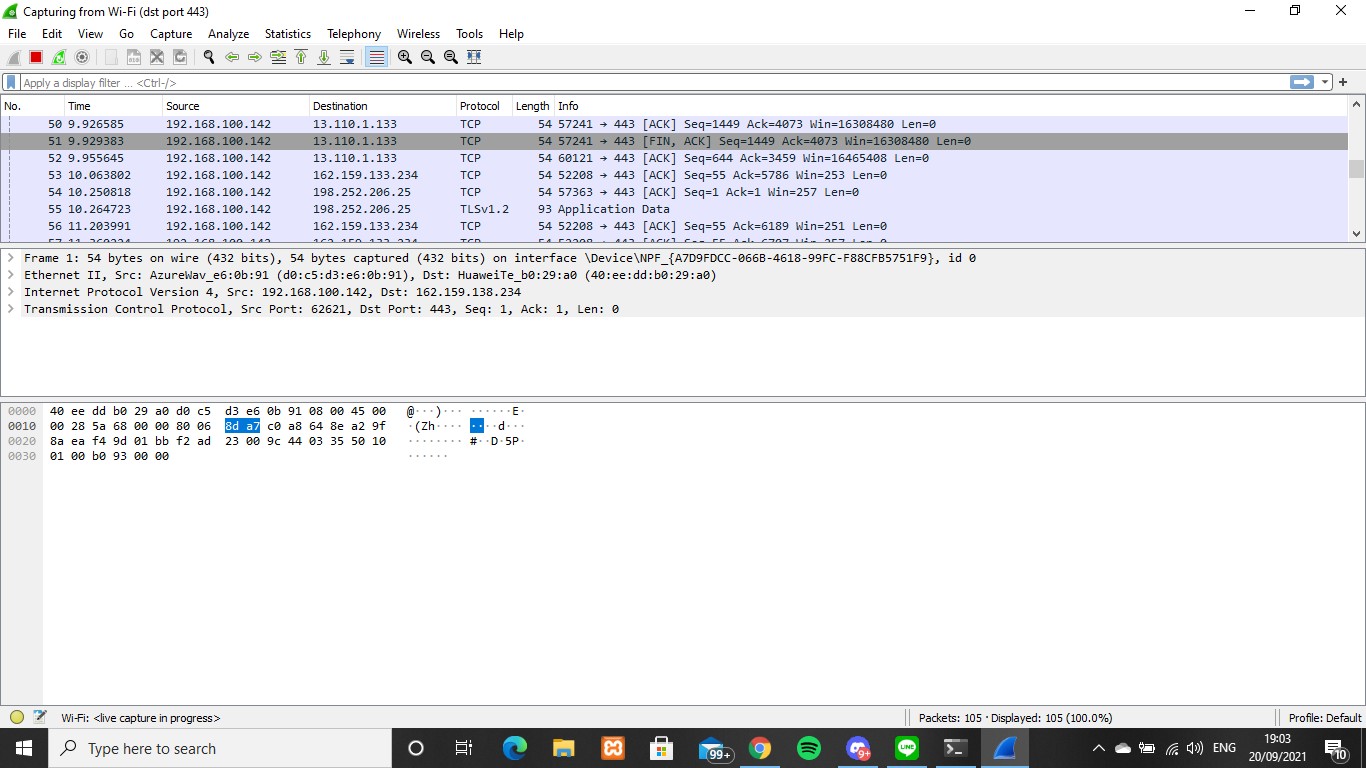 Capturing from Wi-Fi (dst port 443)
File Edit View Go Capture Analyze Statistics Telephony Wireless Tools Help
Apply a display filter ... <Ctrl-/>
No. Time Source Destination Protocol Length Info
50 9.926585 192.168.100.142 13.110.1.133 TCP 54 57241 → 443 [ACK] Seq=1449 Ack=4073 Win=16308480 Len=0
51 9.929383 192.168.100.142 13.110.1.133 TCP 54 57241 → 443 [FIN, ACK] Seq=1449 Ack=4073 Win=16308480 Len=0
52 9.955645 192.168.100.142 13.110.1.133 TCP 54 60121 → 443 [ACK] Seq=644 Ack=3459 Win=16465408 Len=0
53 10.063802 192.168.100.142 162.159.133.234 TCP 54 52208 → 443 [ACK] Seq=55 Ack=5786 Win=253 Len=0
54 10.250818 192.168.100.142 198.252.206.25 TCP 54 57363 → 443 [ACK] Seq=1 Ack=1 Win=257 Len=0
55 10.264723 192.168.100.142 198.252.206.25 TLSv1.2 93 Application Data
56 11.203991 192.168.100.142 162.159.133.234 TCP 54 52208 → 443 [ACK] Seq=55 Ack=6189 Win=251 Len=0
Frame 1: 54 bytes on wire (432 bits), 54 bytes captured (432 bits) on interface \Device\NPF_{A7D9FDCC-066B-4618-99FC-F88CFB5751F9}, id 0
Ethernet II, Src: AzureWav_e6:0b:91 (d0:c5:d3:e6:0b:91), Dst: HuaweiTe_b0:29:a0 (40:ee:dd:b0:29:a0)
Internet Protocol Version 4, Src: 192.168.100.142, Dst: 162.159.138.234
Transmission Control Protocol, Src Port: 62621, Dst Port: 443, Seq: 1, Ack: 1, Len: 0
0000 40 ee dd b0 29 a0 d0 c5 d3 e6 0b 91 08 00 45 00 @···)··· ······E·
0010 00 28 5a 68 00 00 80 06 8d a7 c0 a8 64 8e a2 9f ·(Zh···· ····d···
0020 8a ea f4 9d 01 bb f2 ad 23 00 9c 44 03 35 50 10 ········ #··D·5P·
0030 01 00 b0 93 00 00 ······
Wi-Fi: <live capture in progress> Packets: 105 · Displayed: 105 (100.0%) Profile: Default
Type here to search 99+ 9+ LINE ENG 19:03
20/09/2021 10